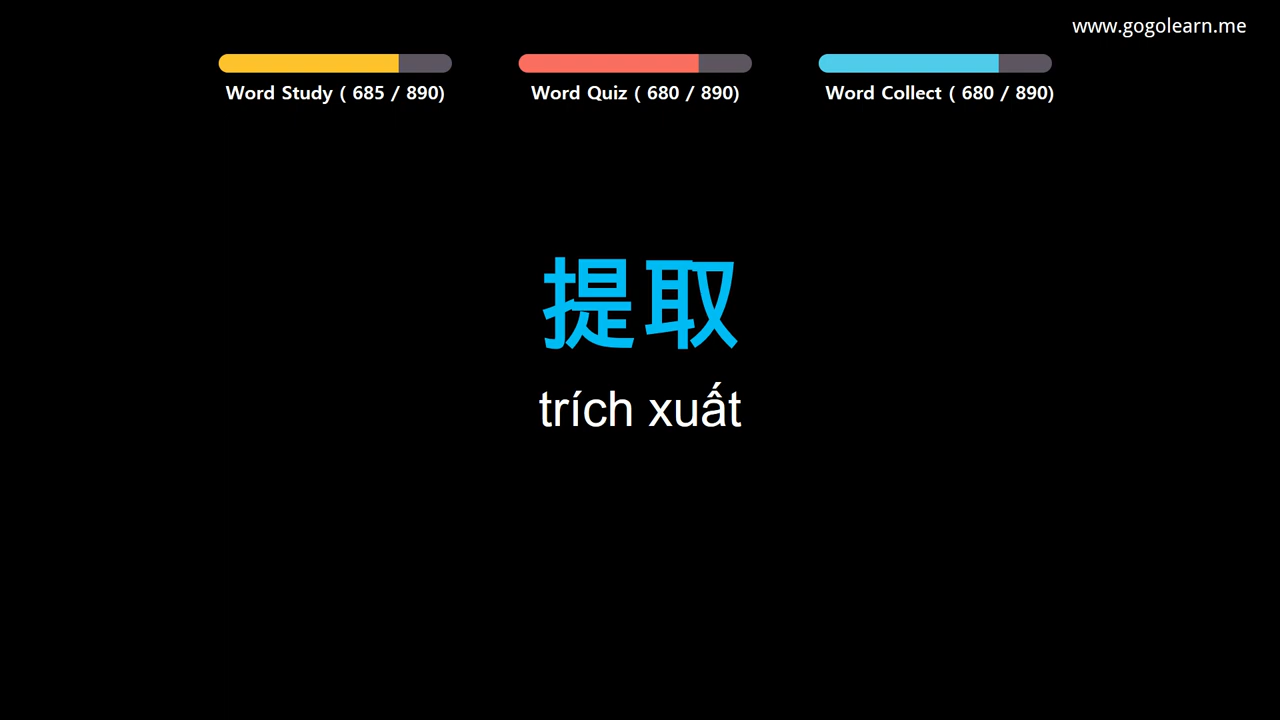 www.gogolearn.me
Word Study ( 685 / 890)
Word Quiz ( 680 / 890)
Word Collect ( 680 / 890)
提取
trích xuất